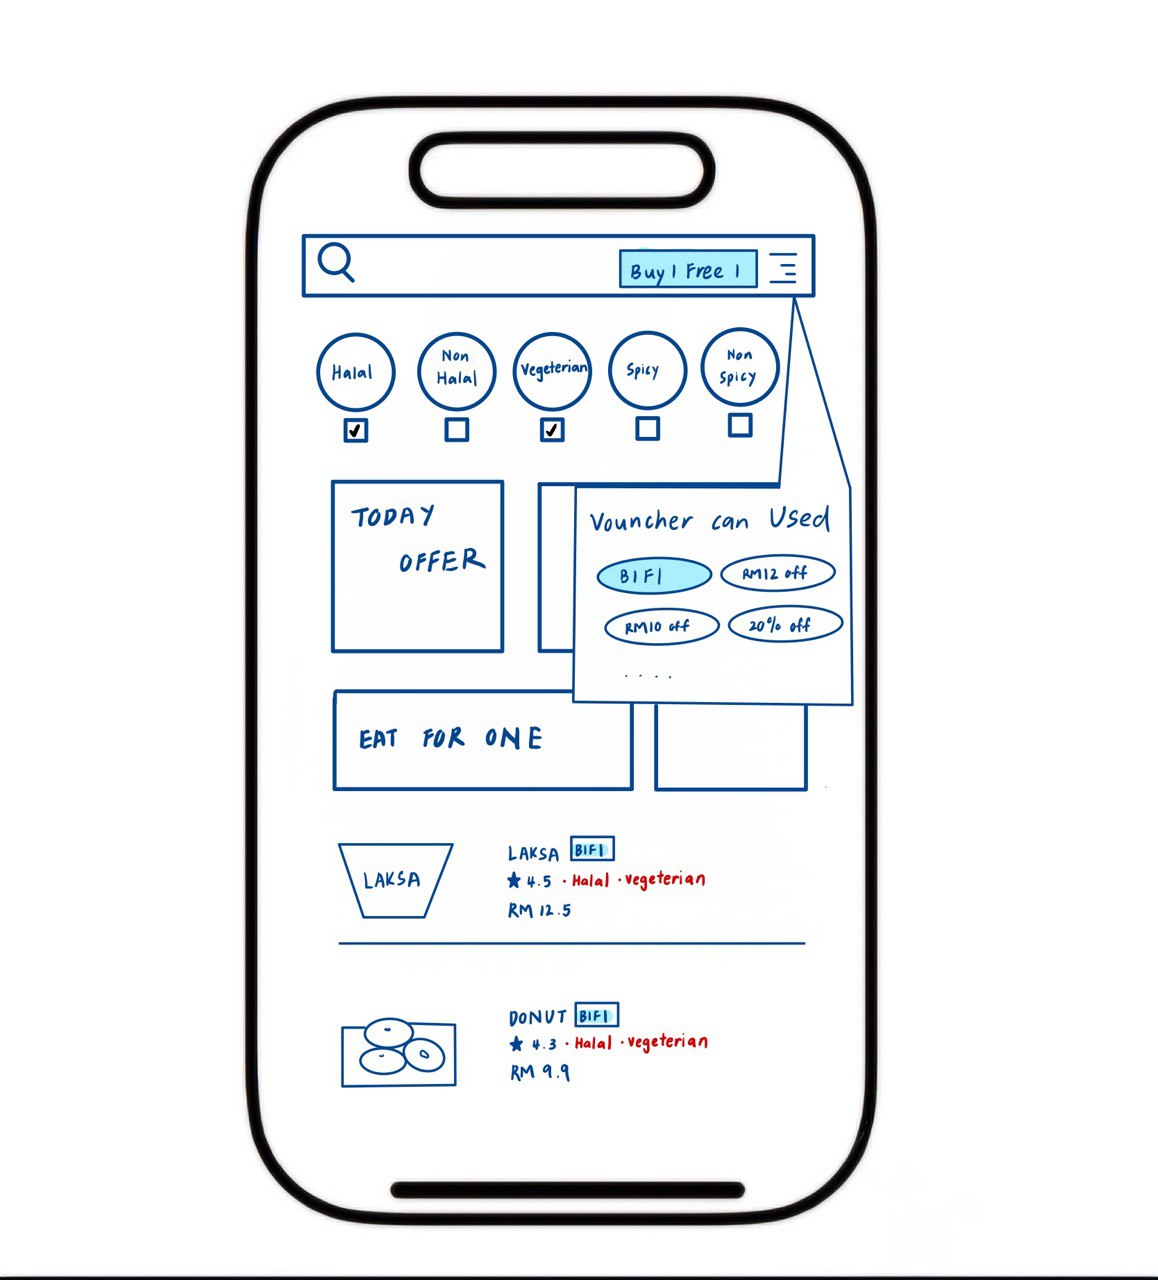 Buy 1 Free 1
Halal
Non
Halal
Vegeterian
Spicy
Non
Spicy
TODAY
OFFER
Vouncher can Used
B1F1
RM12 off
RM10 off
20% off
....
EAT FOR ONE
LAKSA
LAKSA B1F1
★ 4.5 · Halal · vegeterian
RM 12.5
DONUT B1F1
★ 4.3 · Halal · vegeterian
RM 9.9